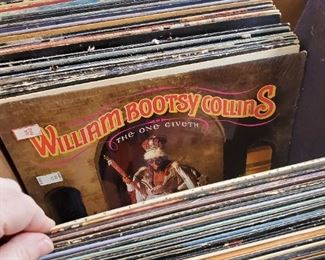 WILLIAM BOOTSY COLLINS
THE ONE GIVETH